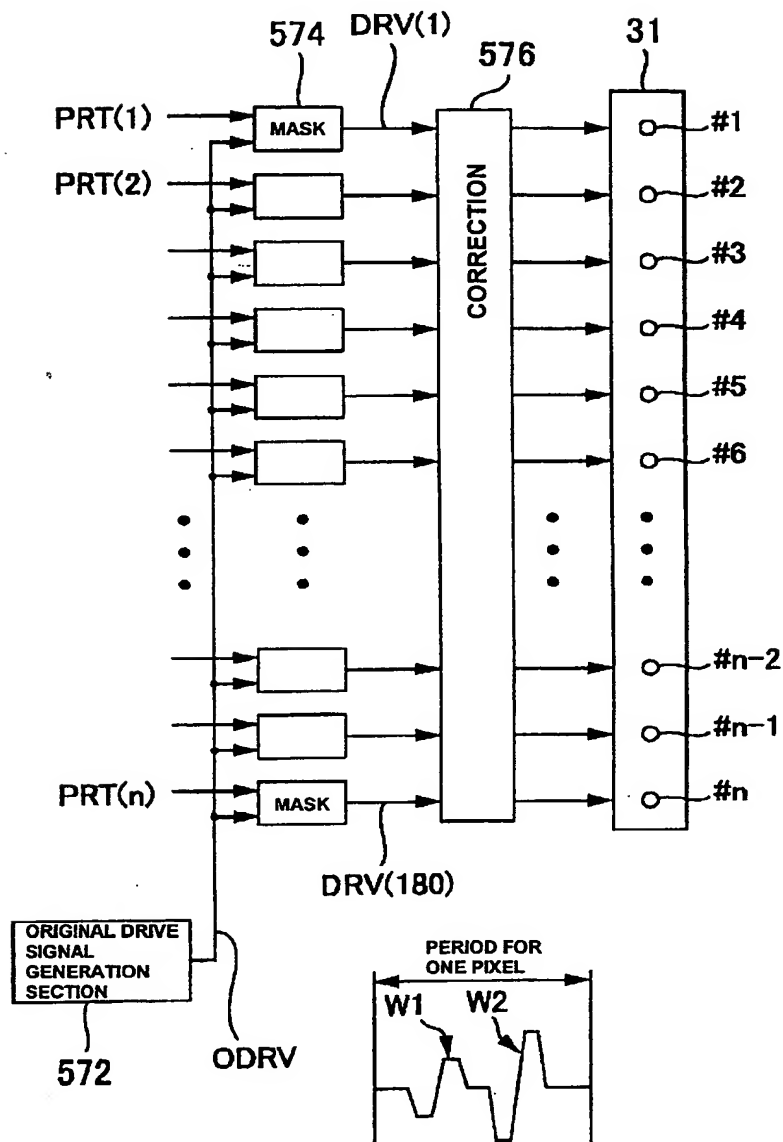 574
DRV(1)
576
31
PRT(1)
MASK
#1
PRT(2)
#2
#3
CORRECTION
#4
#5
#6
#n-2
#n-1
PRT(n)
MASK
#n
DRV(180)
ORIGINAL DRIVE
SIGNAL
GENERATION
SECTION
572
ODRV
PERIOD FOR
ONE PIXEL
W1
W2